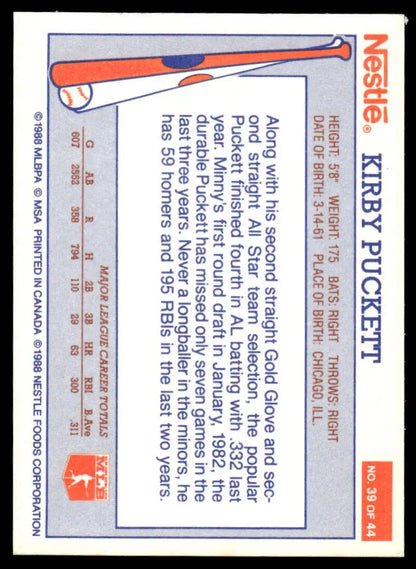 Nestlé®
KIRBY PUCKETT
NO. 39 OF 44
HEIGHT: 5'8" WEIGHT: 175 BATS: RIGHT THROWS: RIGHT
DATE OF BIRTH: 3-14-61 PLACE OF BIRTH: CHICAGO, ILL.
Along with his second straight Gold Glove and sec-
ond straight All Star team selection, the popular
Puckett finished fourth in AL batting with .332 last
year. Minny's first round draft in January, 1982, the
durable Puckett has missed only seven games in the
last three years. Never a longballer in the minors, he
has 59 homers and 195 RBIs in the last two years.
MAJOR LEAGUE CAREER TOTALS
G AB R H 2B 3B HR RBI B.Ave
607 2552 358 794 110 29 63 300 .311
MLB
© 1988 MLBPA © MSA PRINTED IN CANADA © 1988 NESTLE FOODS CORPORATION